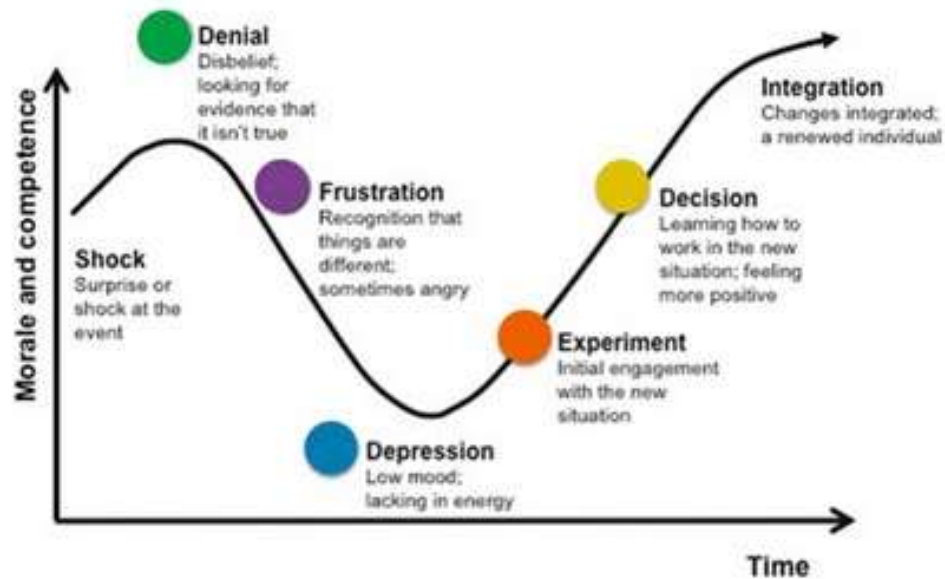 Denial
Disbelief;
looking for
evidence that
it isn't true
Morale and competence
Shock
Surprise or
shock at the
event
Frustration
Recognition that
things are
different;
sometimes angry
Depression
Low mood;
lacking in energy
Experiment
Initial engagement
with the new
situation
Decision
Learning how to
work in the new
situation; feeling
more positive
Integration
Changes integrated;
a renewed individual
Time